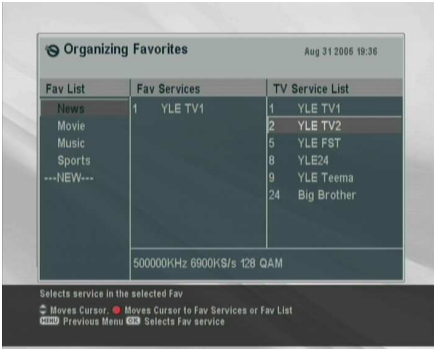 Organizing Favorites
Aug 31 2006 19:36
Fav List
Fav Services
TV Service List
News
Movie
Music
Sports
---NEW---
1 YLE TV1
1 YLE TV1
2 YLE TV2
5 YLE FST
8 YLE24
9 YLE Teema
24 Big Brother
500000KHz 6900KS/s 128 QAM
Selects service in the selected Fav
Moves Cursor. Moves Cursor to Fav Services or Fav List
MENU Previous Menu OK Selects Fav service